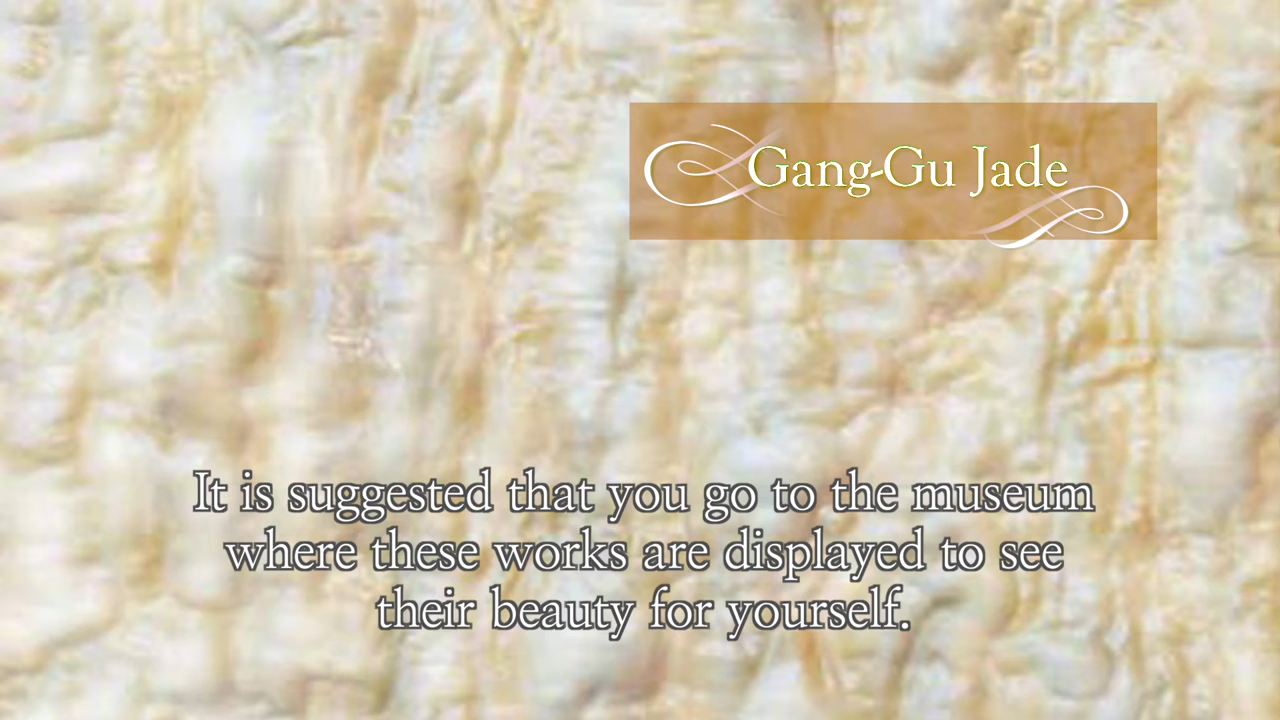 Gang-Gu Jade
It is suggested that you go to the museum
where these works are displayed to see
their beauty for yourself.